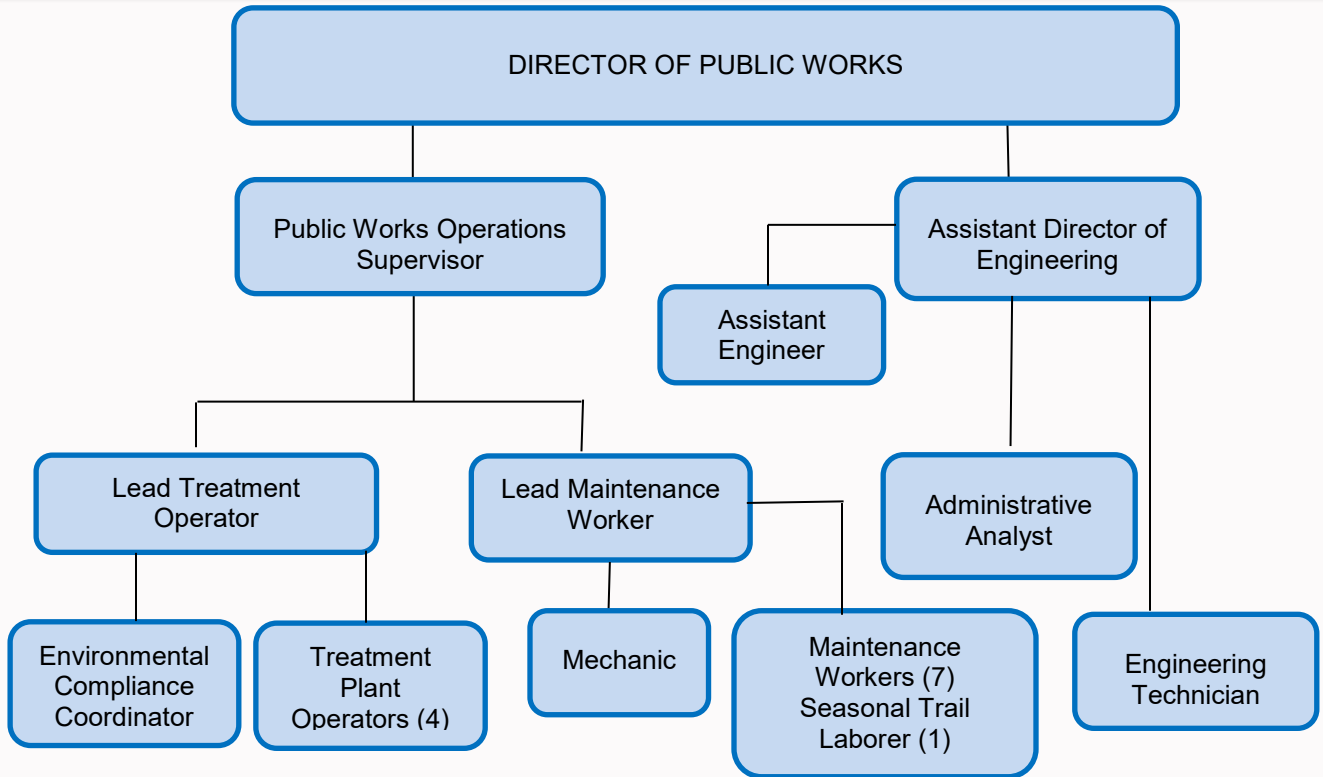 DIRECTOR OF PUBLIC WORKS
Public Works Operations
Supervisor
Assistant Director of
Engineering
Assistant
Engineer
Lead Treatment
Operator
Lead Maintenance
Worker
Administrative
Analyst
Environmental
Compliance
Coordinator
Treatment
Plant
Operators (4)
Mechanic
Maintenance
Workers (7)
Seasonal Trail
Laborer (1)
Engineering
Technician